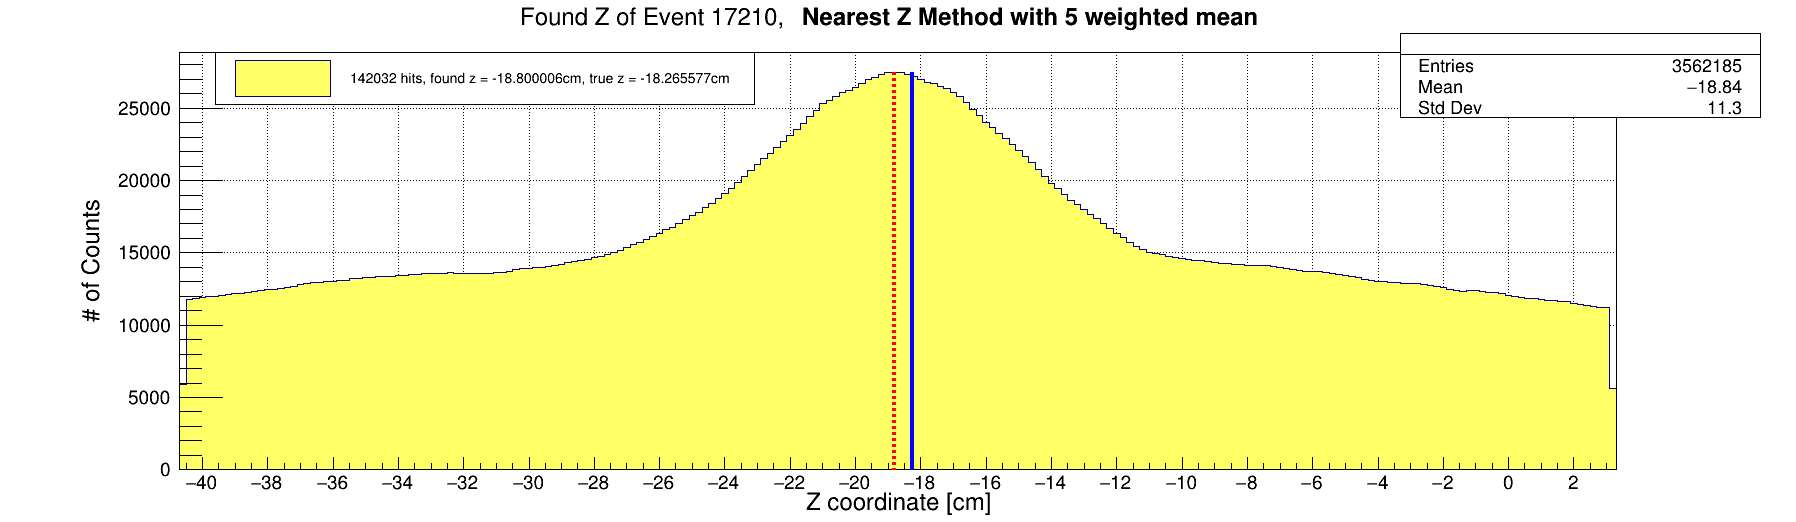 Found Z of Event 17210, Nearest Z Method with 5 weighted mean
142032 hits, found z = -18.800006cm, true z = -18.265577cm
Entries 3562185
Mean −18.84
Std Dev 11.3
# of Counts
25000
20000
15000
10000
5000
0
−40 −38 −36 −34 −32 −30 −28 −26 −24 −22 −20 −18 −16 −14 −12 −10 −8 −6 −4 −2 0 2
Z coordinate [cm]